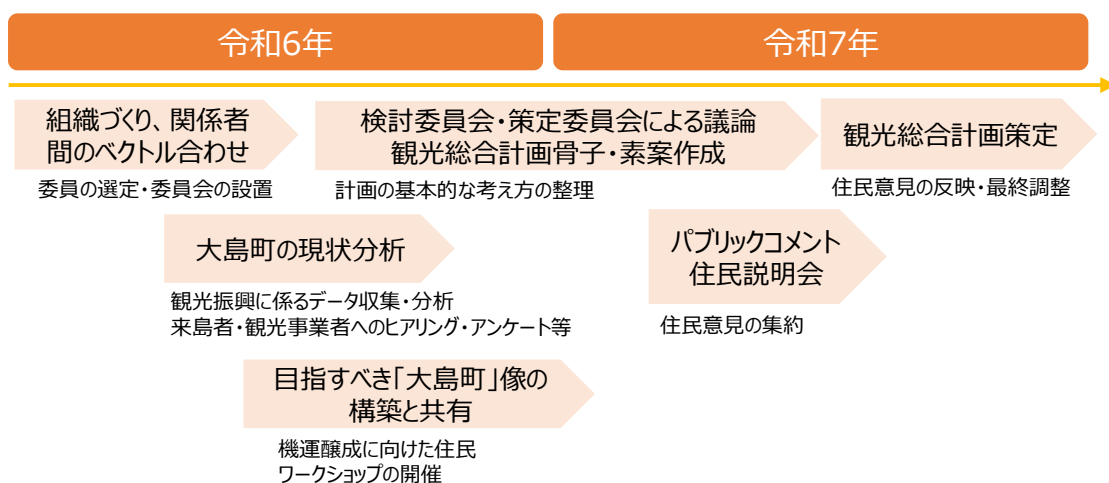 令和6年
令和7年
組織づくり、関係者
間のベクトル合わせ
委員の選定・委員会の設置
検討委員会・策定委員会による議論
観光総合計画骨子・素案作成
計画の基本的な考え方の整理
観光総合計画策定
住民意見の反映・最終調整
大島町の現状分析
観光振興に係るデータ収集・分析
来島者・観光事業者へのヒアリング・アンケート等
パブリックコメント
住民説明会
住民意見の集約
目指すべき「大島町」像の
構築と共有
機運醸成に向けた住民
ワークショップの開催